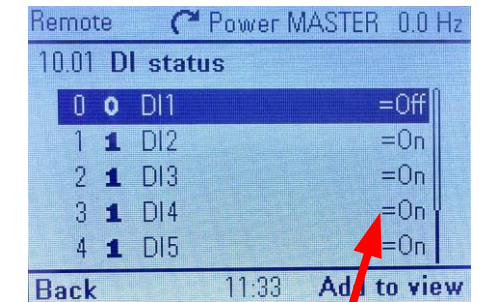 Remote Power MASTER 0.0 Hz
10.01 DI status
0 0 DI1 =Off
1 1 DI2 =On
2 1 DI3 =On
3 1 DI4 =On
4 1 DI5 =On
Back 11:33 Add to view